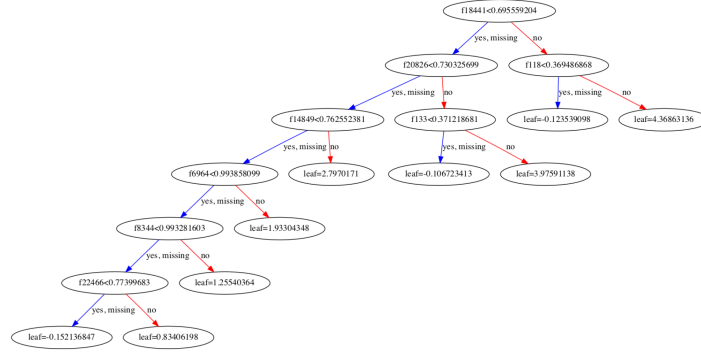 f18441<0.695559204
yes, missing
no
f20826<0.730325699
f118<0.369486868
yes, missing
no
yes, missing
no
f14849<0.762552381
f133<0.371218681
leaf=-0.123539098
leaf=4.36863136
yes, missing
no
yes, missing
no
f6964<0.993858099
leaf=2.7970171
leaf=-0.106723413
leaf=3.97591138
yes, missing
no
f8344<0.993281603
leaf=1.93304348
yes, missing
no
f22466<0.77399683
leaf=1.25540364
yes, missing
no
leaf=-0.152136847
leaf=0.83406198